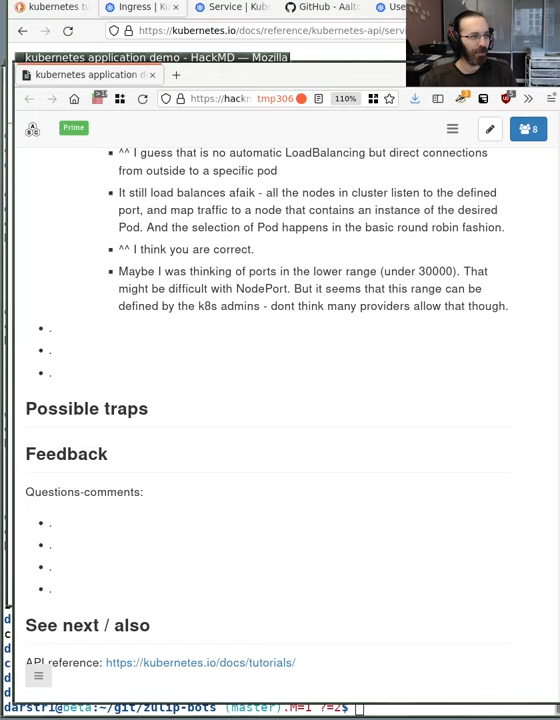 kubernetes tu
Ingress | Kube
Service | Kube
GitHub - Aalto
Use
https://kubernetes.io/docs/reference/kubernetes-api/servi
kubernetes application demo - HackMD — Mozilla
kubernetes application d
https://hackm
tmp306
110%
Prime
8
^^ I guess that is no automatic LoadBalancing but direct connections
from outside to a specific pod
It still load balances afaik - all the nodes in cluster listen to the defined
port, and map traffic to a node that contains an instance of the desired
Pod. And the selection of Pod happens in the basic round robin fashion.
^^ I think you are correct.
Maybe I was thinking of ports in the lower range (under 30000). That
might be difficult with NodePort. But it seems that this range can be
defined by the k8s admins - dont think many providers allow that though.
.
.
.
Possible traps
Feedback
Questions-comments:
.
.
.
.
See next / also
API reference: https://kubernetes.io/docs/tutorials/
darst1@beta:~/git/zulip-bots (master).M=1 ?=2$